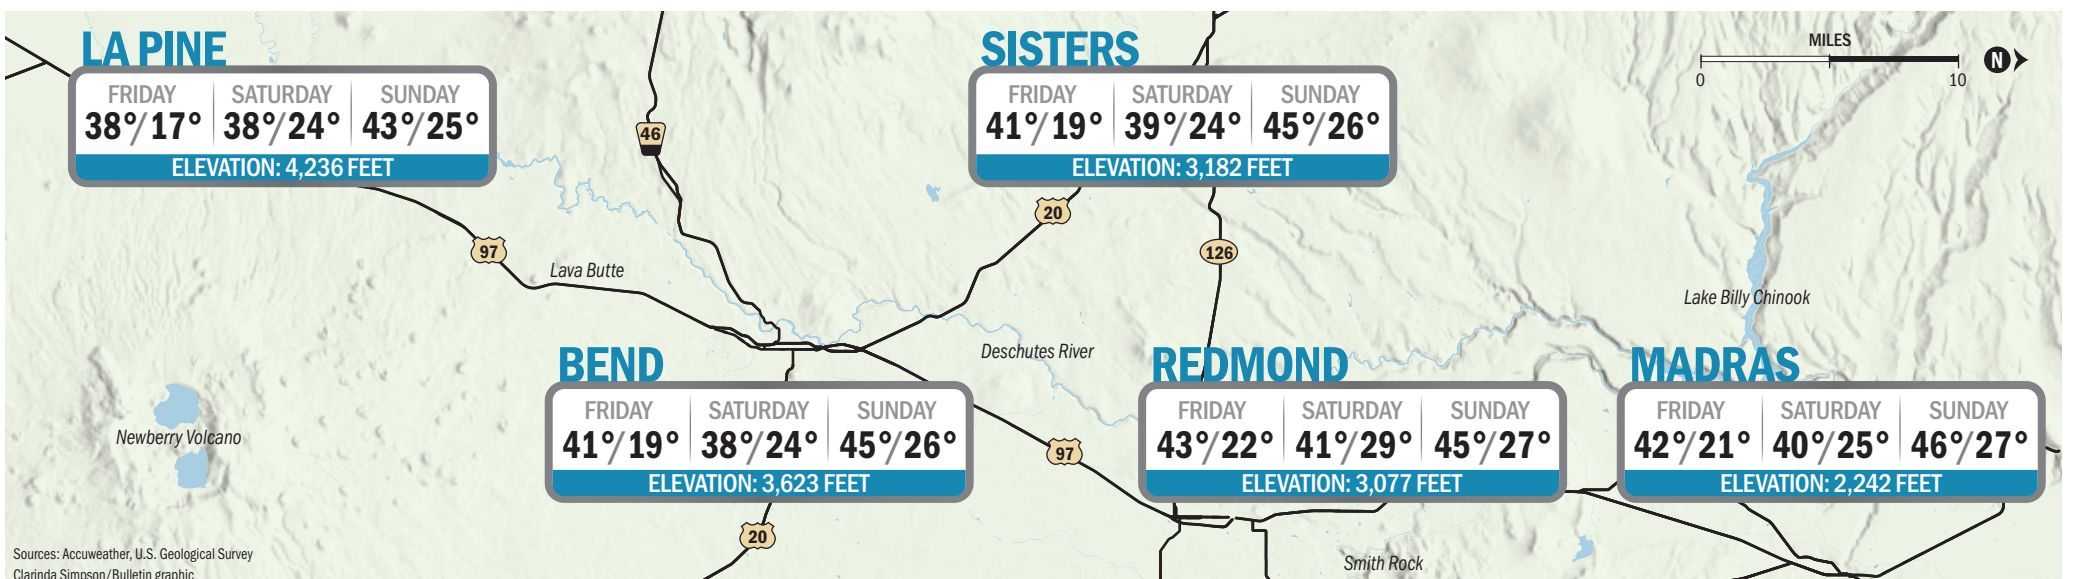 LA PINE
FRIDAY SATURDAY SUNDAY
38°/17° 38°/24° 43°/25°
ELEVATION: 4,236 FEET
SISTERS
FRIDAY SATURDAY SUNDAY
41°/19° 39°/24° 45°/26°
ELEVATION: 3,182 FEET
MILES
0 10
N
46
20
97
126
Lava Butte
Lake Billy Chinook
Deschutes River
BEND
FRIDAY SATURDAY SUNDAY
41°/19° 38°/24° 45°/26°
ELEVATION: 3,623 FEET
REDMOND
FRIDAY SATURDAY SUNDAY
43°/22° 41°/29° 45°/27°
ELEVATION: 3,077 FEET
MADRAS
FRIDAY SATURDAY SUNDAY
42°/21° 40°/25° 46°/27°
ELEVATION: 2,242 FEET
Newberry Volcano
97
20
Smith Rock
Sources: Accuweather, U.S. Geological Survey
Clarinda Simpson/Bulletin graphic